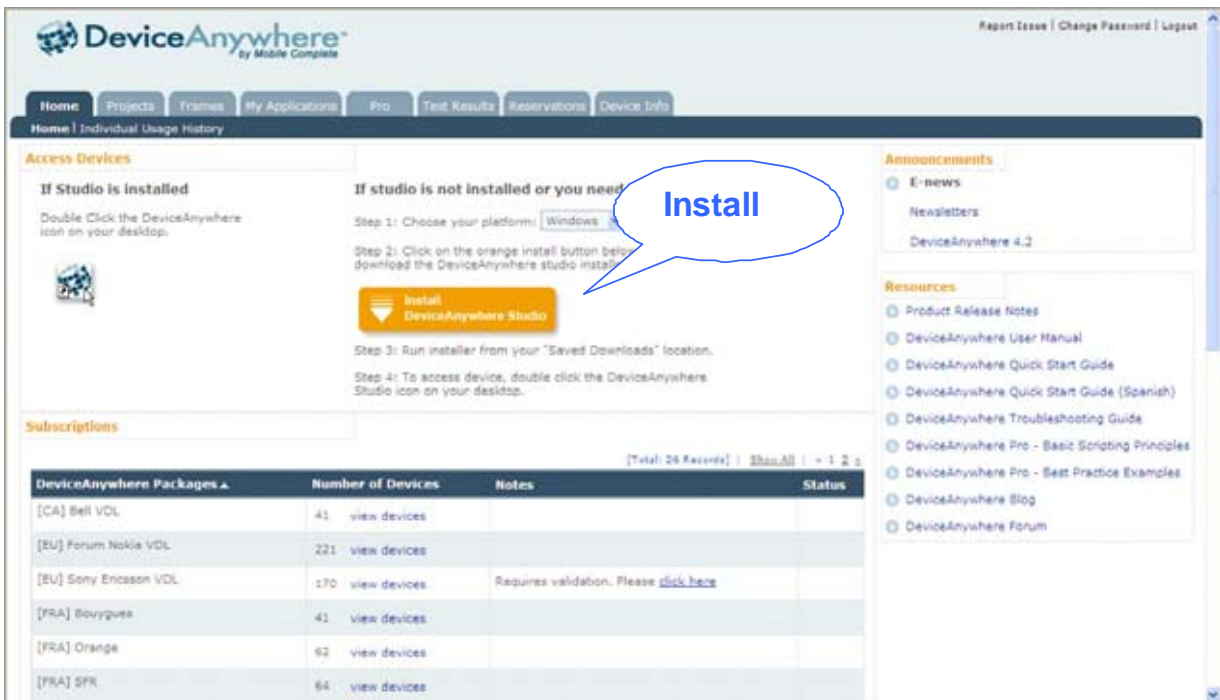 DeviceAnywhere
by Mobile Complete
Report Issue | Change Password | Logout
Home Projects Frames My Applications Pro Test Results Reservations Device Info
Home | Individual Usage History
Access Devices
If Studio is installed
Double Click the DeviceAnywhere
icon on your desktop.
If studio is not installed or you need
Step 1: Choose your platform: Windows
Step 2: Click on the orange install button below
download the DeviceAnywhere studio
Install
DeviceAnywhere Studio
Step 3: Run installer from your "Saved Downloads" location.
Step 4: To access device, double click the DeviceAnywhere
Studio icon on your desktop.
Install
Announcements
E-news
Newsletters
DeviceAnywhere 4.2
Resources
Product Release Notes
DeviceAnywhere User Manual
DeviceAnywhere Quick Start Guide
DeviceAnywhere Quick Start Guide (Spanish)
DeviceAnywhere Troubleshooting Guide
DeviceAnywhere Pro - Basic Scripting Principles
DeviceAnywhere Pro - Best Practice Examples
DeviceAnywhere Blog
DeviceAnywhere Forum
Subscriptions
[Total: 26 Records] | Show All | < 1 2 >
DeviceAnywhere Packages Number of Devices Notes Status
[CA] Bell VDL 41 view devices
[EU] Forum Nokia VDL 221 view devices
[EU] Sony Ericsson VDL 170 view devices Requires validation. Please click here
[FRA] Bouygues 41 view devices
[FRA] Orange 62 view devices
[FRA] SFR 64 view devices